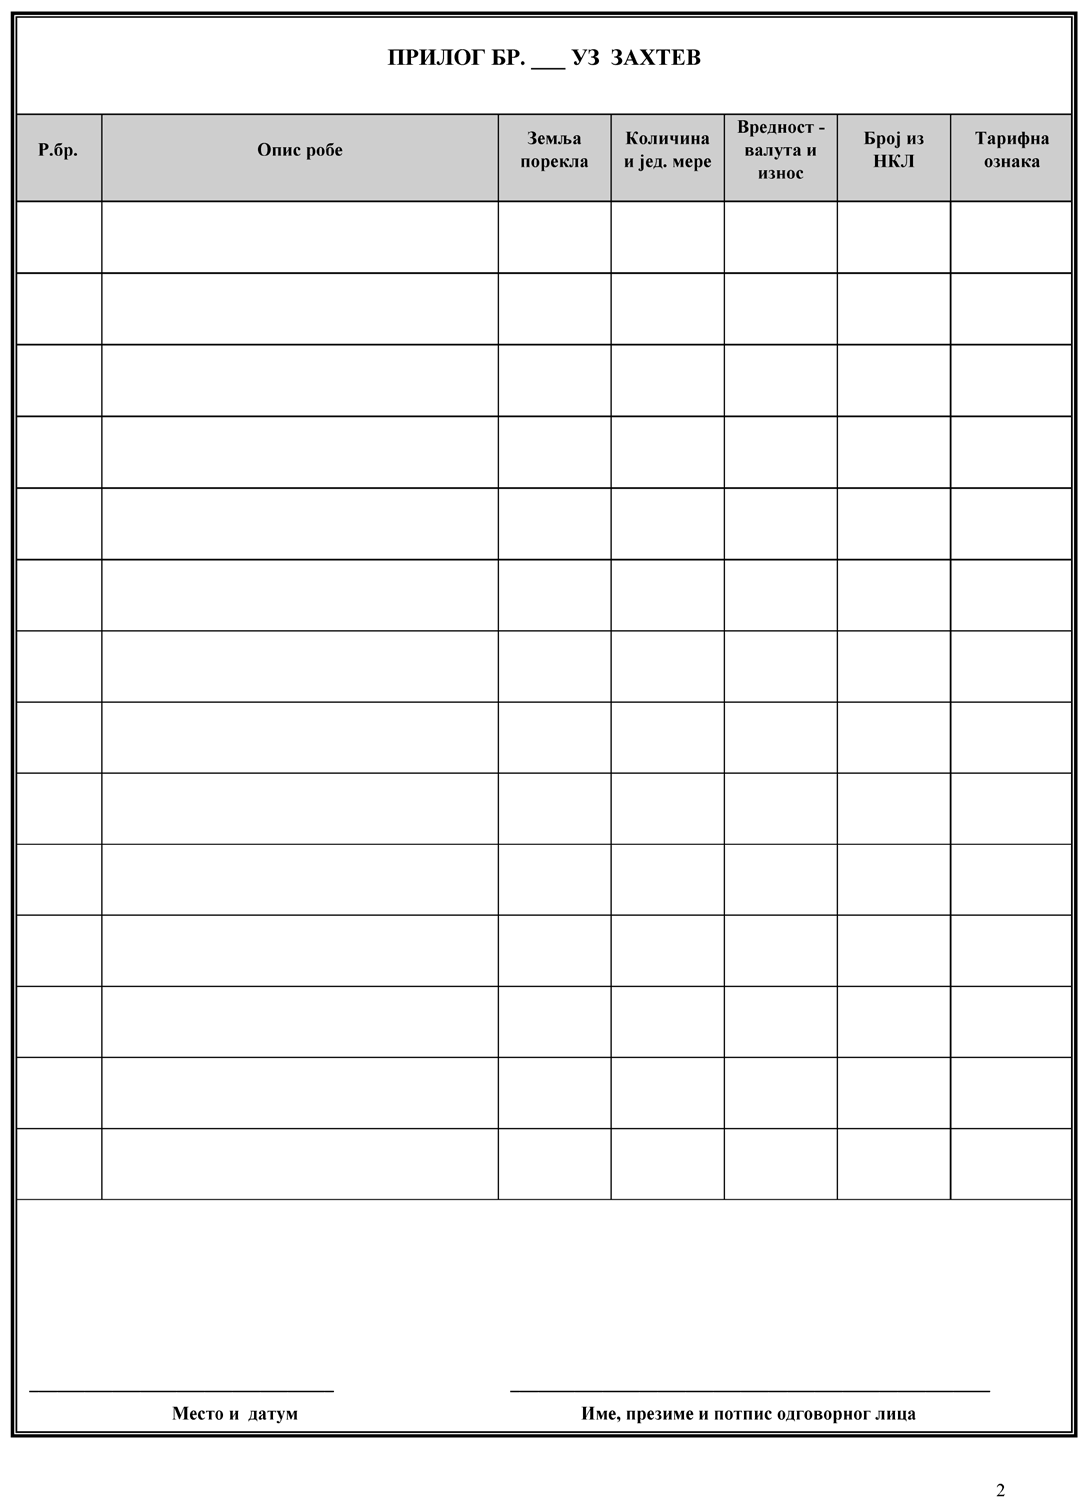 ПРИЛОГ БР. ___ УЗ ЗАХТЕВ
Р.бр.
Опис робе
Земља
порекла
Количина
и јед. мере
Вредност -
валута и
износ
Број из
НКЛ
Тарифна
ознака
Место и датум
Име, презиме и потпис одговорног лица
2